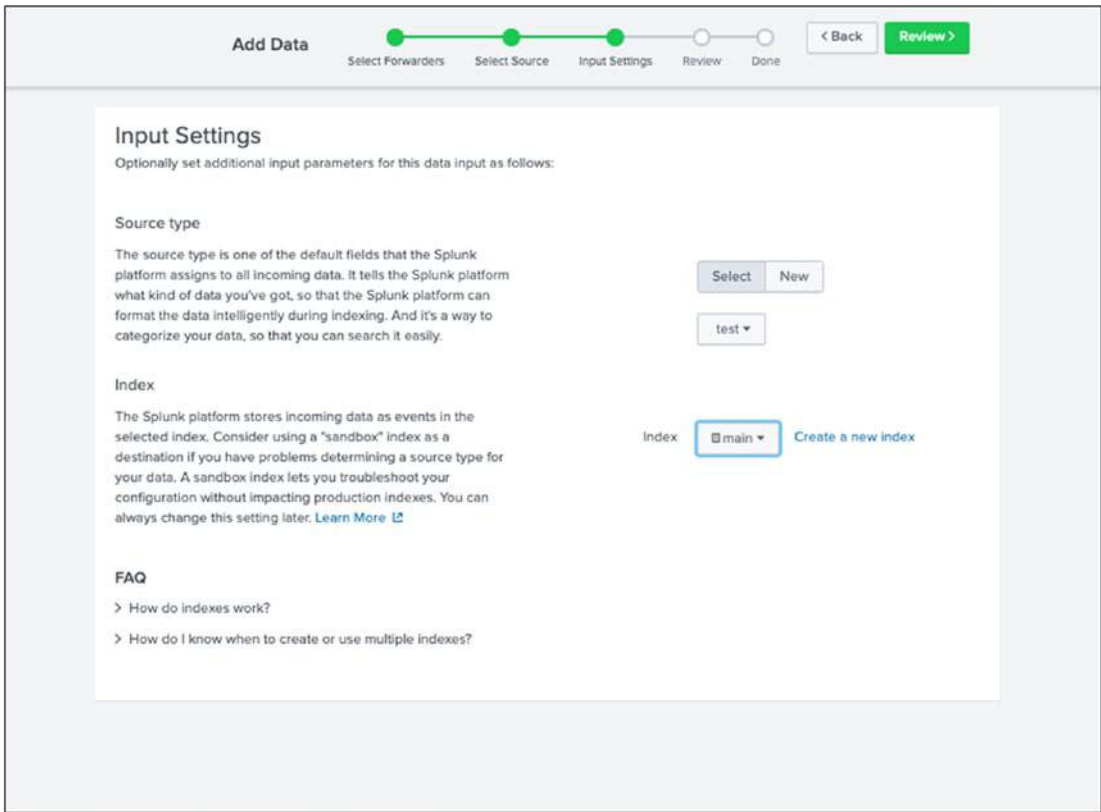 Add Data
Select Forwarders
Select Source
Input Settings
Review
Done
< Back
Review >
Input Settings
Optionally set additional input parameters for this data input as follows:
Source type
The source type is one of the default fields that the Splunk
platform assigns to all incoming data. It tells the Splunk platform
what kind of data you've got, so that the Splunk platform can
format the data intelligently during indexing. And it's a way to
categorize your data, so that you can search it easily.
Select
New
test
Index
The Splunk platform stores incoming data as events in the
selected index. Consider using a "sandbox" index as a
destination if you have problems determining a source type for
your data. A sandbox index lets you troubleshoot your
configuration without impacting production indexes. You can
always change this setting later. Learn More
Index
main
Create a new index
FAQ
> How do indexes work?
> How do I know when to create or use multiple indexes?